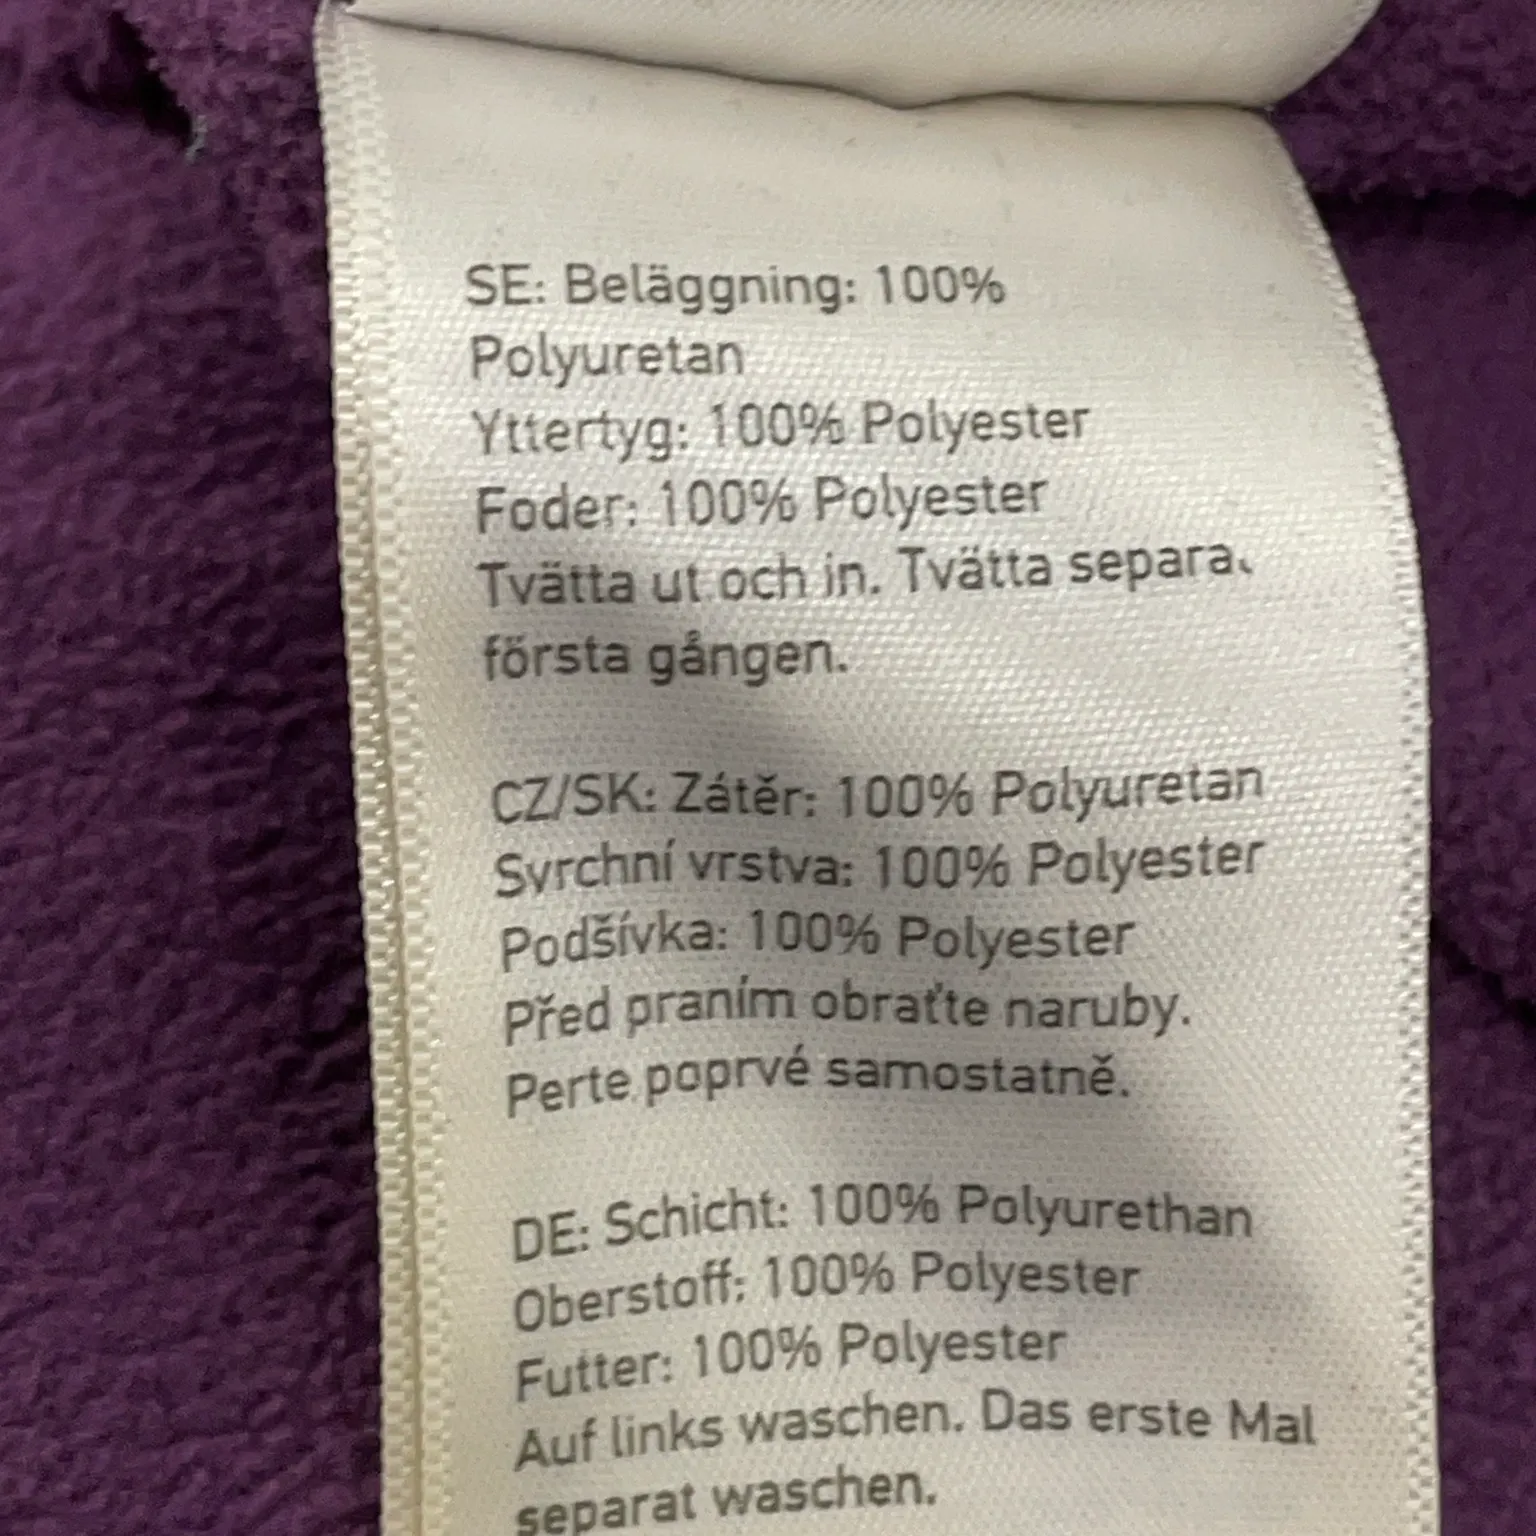 SE: Beläggning: 100%
Polyuretan
Yttertyg: 100% Polyester
Foder: 100% Polyester
Tvätta ut och in. Tvätta
första gången.
CZ/SK: Zátěr: 100% Polyuretan
Svrchní vrstva: 100% Polyester
Podšívka: 100% Polyester
Před praním obraťte naruby.
Perte poprvé samostatně.
DE: Schicht: 100% Polyurethan
Oberstoff: 100% Polyester
Futter: 100% Polyester
Auf links waschen. Das erste Mal
separat waschen.